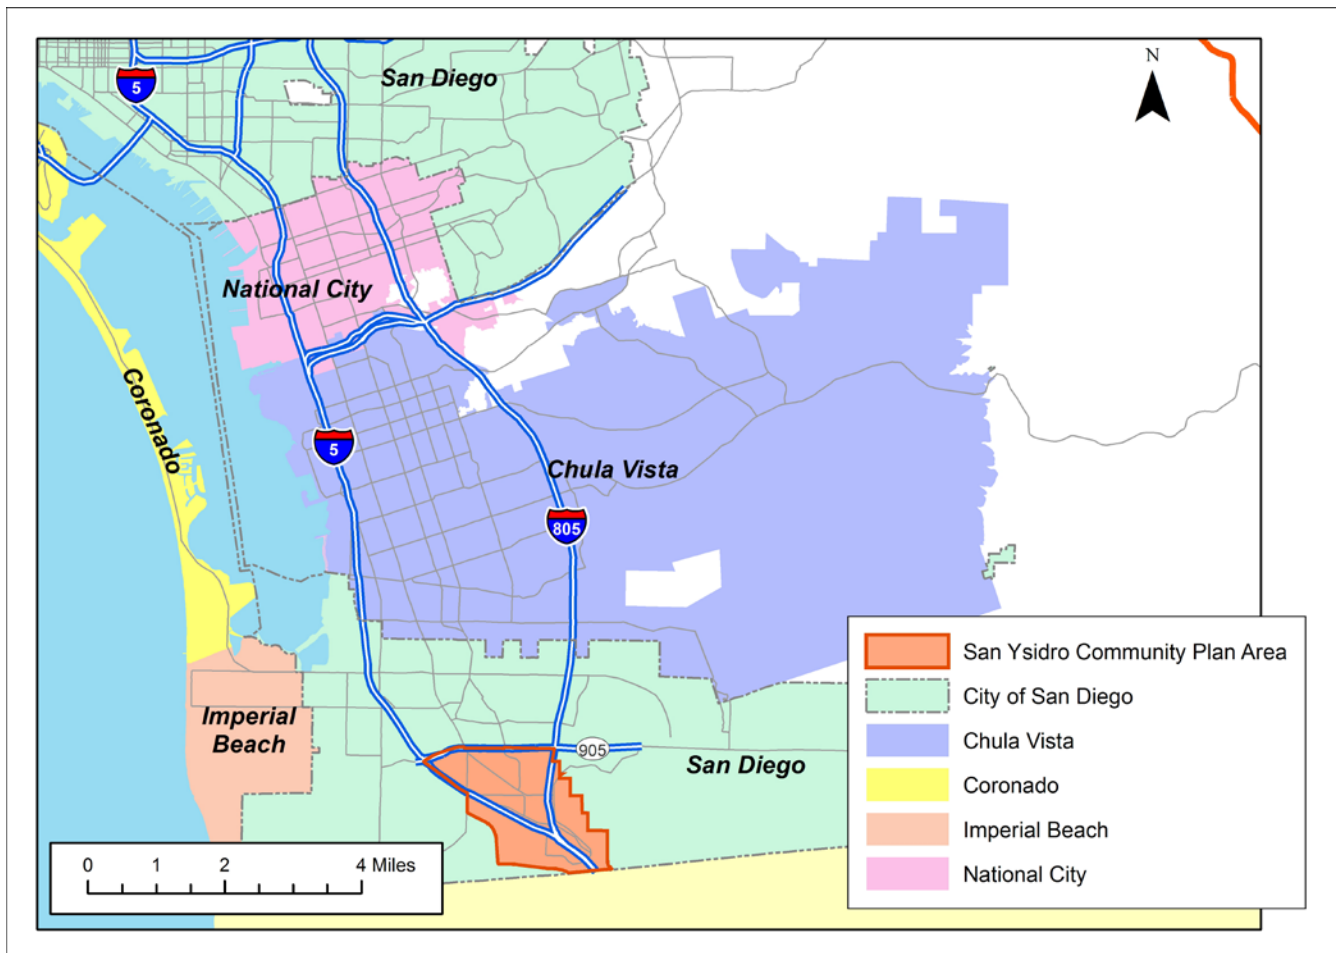 San Diego
N
5
National City
Coronado
5
Chula Vista
805
Imperial
Beach
905
San Diego
San Ysidro Community Plan Area
City of San Diego
Chula Vista
Coronado
Imperial Beach
National City
0 1 2 4 Miles